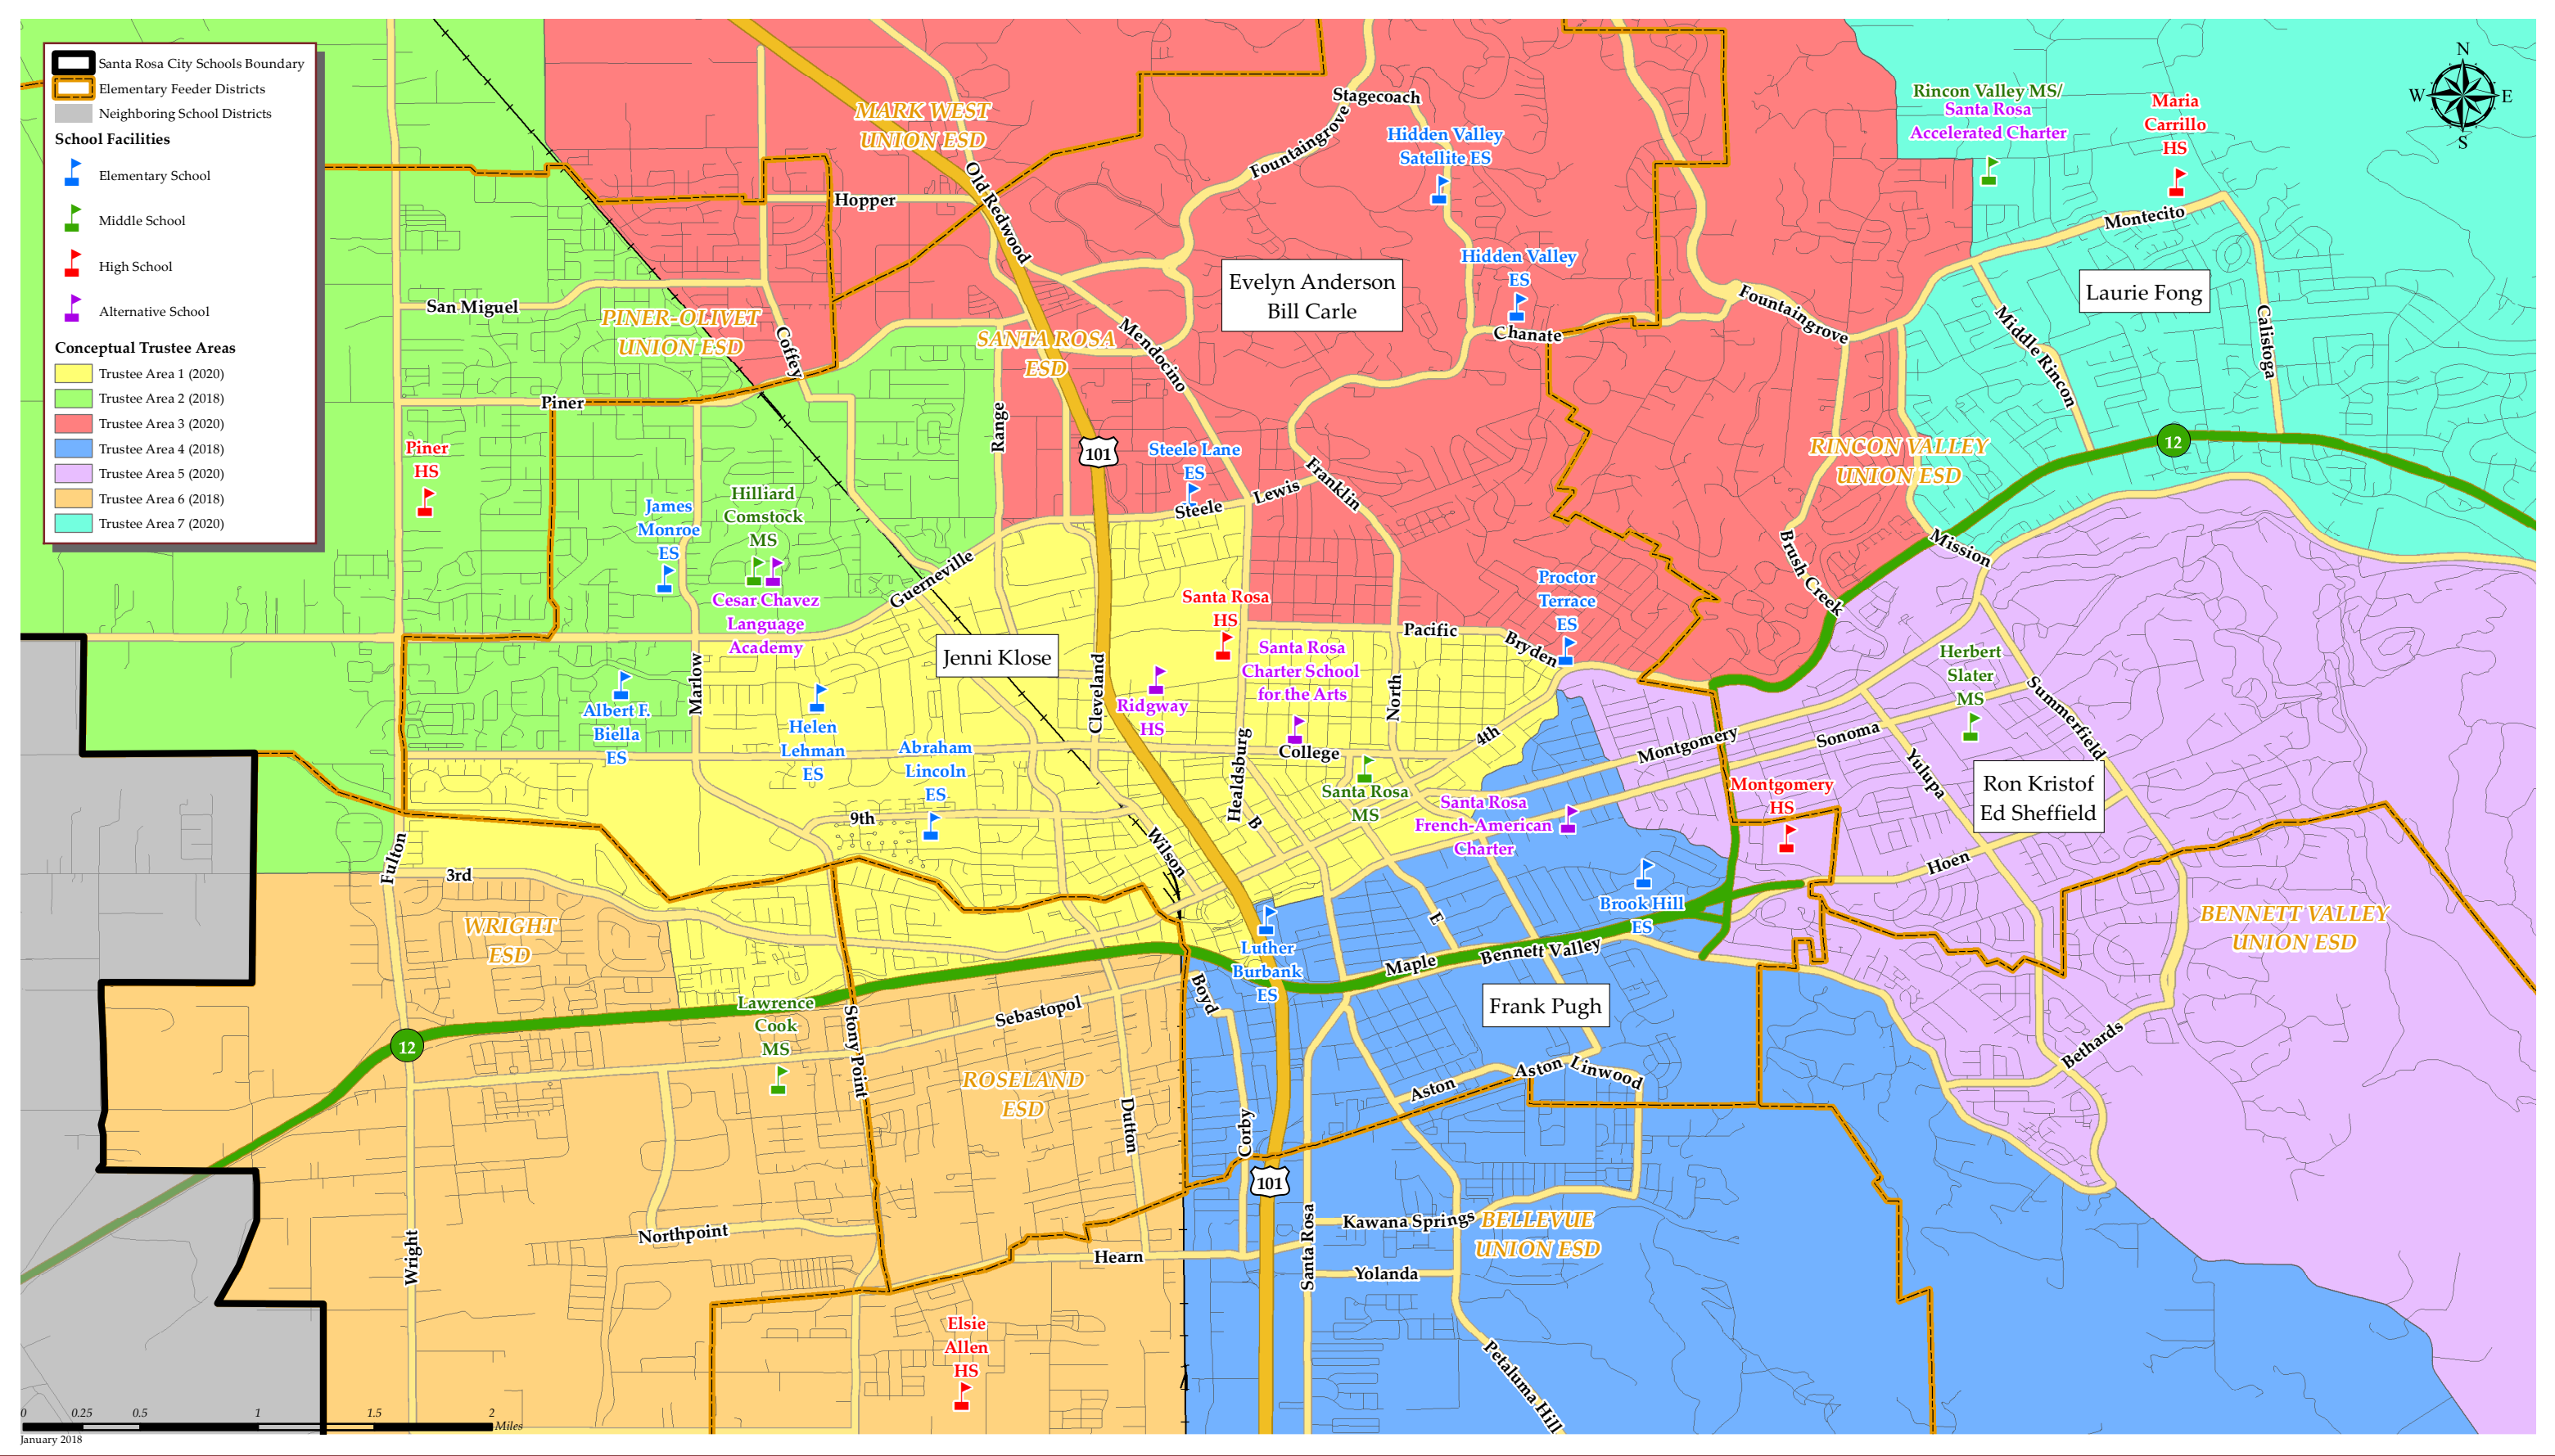 Santa Rosa City Schools Boundary
Elementary Feeder Districts
Neighboring School Districts
School Facilities
Elementary School
Middle School
High School
Alternative School
Conceptual Trustee Areas
Trustee Area 1 (2020)
Trustee Area 2 (2018)
Trustee Area 3 (2020)
Trustee Area 4 (2018)
Trustee Area 5 (2020)
Trustee Area 6 (2018)
Trustee Area 7 (2020)
N
W
E
S
MARK WEST
UNION ESD
Stagecoach
Fountaingrove
Hidden Valley
Satellite ES
Rincon Valley MS/
Santa Rosa
Accelerated Charter
Maria
Carrillo
HS
Old Redwood
Hopper
Montecito
Hidden Valley
ES
Evelyn Anderson
Bill Carle
Laurie Fong
San Miguel
PINER-OLIVET
UNION ESD
Coffey
SANTA ROSA
ESD
Mendocino
Chanate
Fountaingrove
Middle Rincon
Calistoga
Piner
Range
Piner
HS
101
Steele Lane
ES
Steele
Lewis
Franklin
RINCON VALLEY
UNION ESD
12
James
Monroe
ES
Hilliard
Comstock
MS
Cesar Chavez
Language
Academy
Guerneville
Mission
Brush Creek
Proctor
Terrace
ES
Santa Rosa
HS
Pacific
Bryden
Jenni Klose
Santa Rosa
Charter School
for the Arts
Herbert
Slater
MS
Marlow
Cleveland
Ridgway
HS
North
Summerfield
Albert F.
Biella
ES
Helen
Lehman
ES
Abraham
Lincoln
ES
College
4th
Healdsburg
Montgomery
Sonoma
Yulupa
Ron Kristof
Ed Sheffield
Montgomery
HS
Santa Rosa
MS
Santa Rosa
French-American
Charter
9th
B
Wilson
Fulton
3rd
Hoen
Brook Hill
ES
E
WRIGHT
ESD
BENNETT VALLEY
UNION ESD
Luther
Burbank
ES
Maple
Bennett Valley
Boyd
Frank Pugh
Lawrence
Cook
MS
Sebastopol
Stony Point
12
ROSELAND
ESD
Dutton
Corby
Aston
Aston
Linwood
Bethards
101
Wright
Northpoint
Hearn
Santa Rosa
Kawana Springs
BELLEVUE
UNION ESD
Yolanda
Petaluma Hill
Elsie
Allen
HS
0 0.25 0.5 1 1.5 2
Miles
January 2018